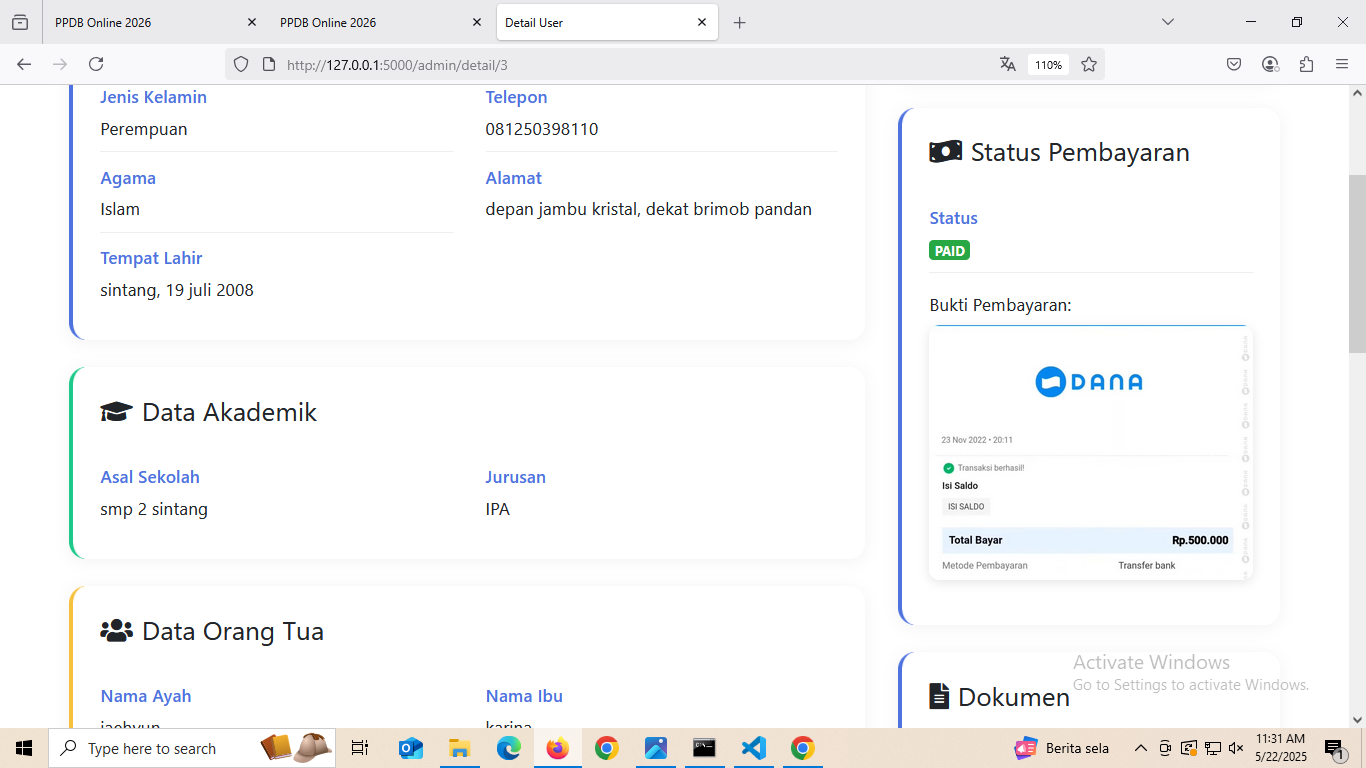 PPDB Online 2026
PPDB Online 2026
Detail User
http://127.0.0.1:5000/admin/detail/3
110%
Jenis Kelamin
Perempuan
Telepon
081250398110
Agama
Islam
Alamat
depan jambu kristal, dekat brimob pandan
Tempat Lahir
sintang, 19 juli 2008
Data Akademik
Asal Sekolah
smp 2 sintang
Jurusan
IPA
Data Orang Tua
Nama Ayah
jaehyun
Nama Ibu
karina
Status Pembayaran
Status
PAID
Bukti Pembayaran:
DANA
23 Nov 2022 • 20:11
Transaksi berhasil!
Isi Saldo
ISI SALDO
Total Bayar Rp.500.000
Metode Pembayaran Transfer bank
Dokumen
Activate Windows
Go to Settings to activate Windows.
Type here to search
Berita sela
11:31 AM
5/22/2025
1